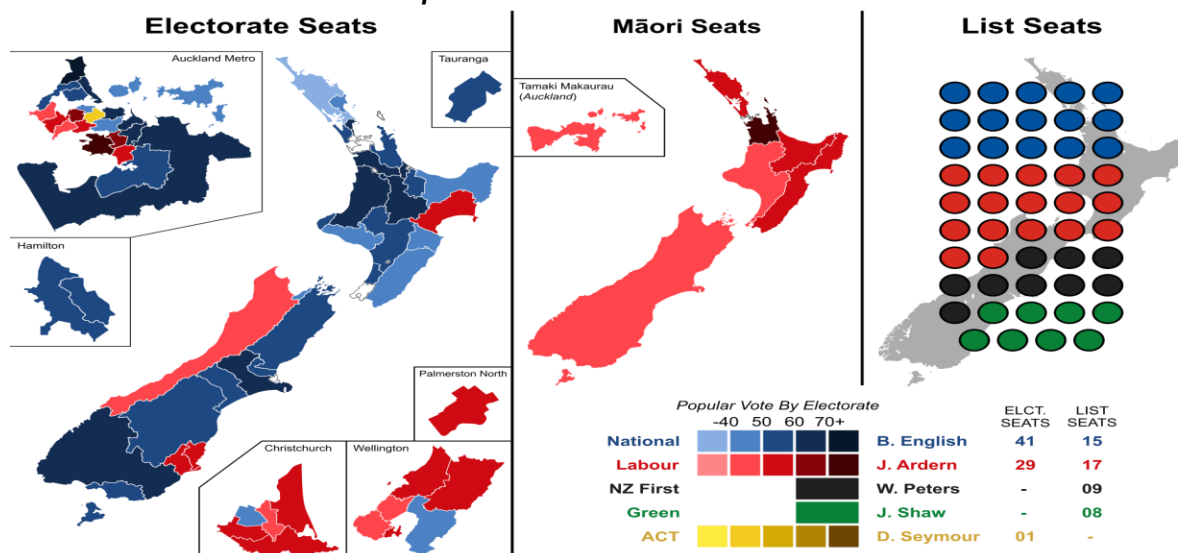 Electorate Seats
Auckland Metro
Tauranga
Hamilton
Palmerston North
Christchurch
Wellington
Māori Seats
Tamaki Makaurau
(Auckland)
List Seats
Popular Vote By Electorate
-40 50 60 70+
ELCT. SEATS LIST SEATS
National B. English 41 15
Labour J. Ardern 29 17
NZ First W. Peters - 09
Green J. Shaw - 08
ACT D. Seymour 01 -